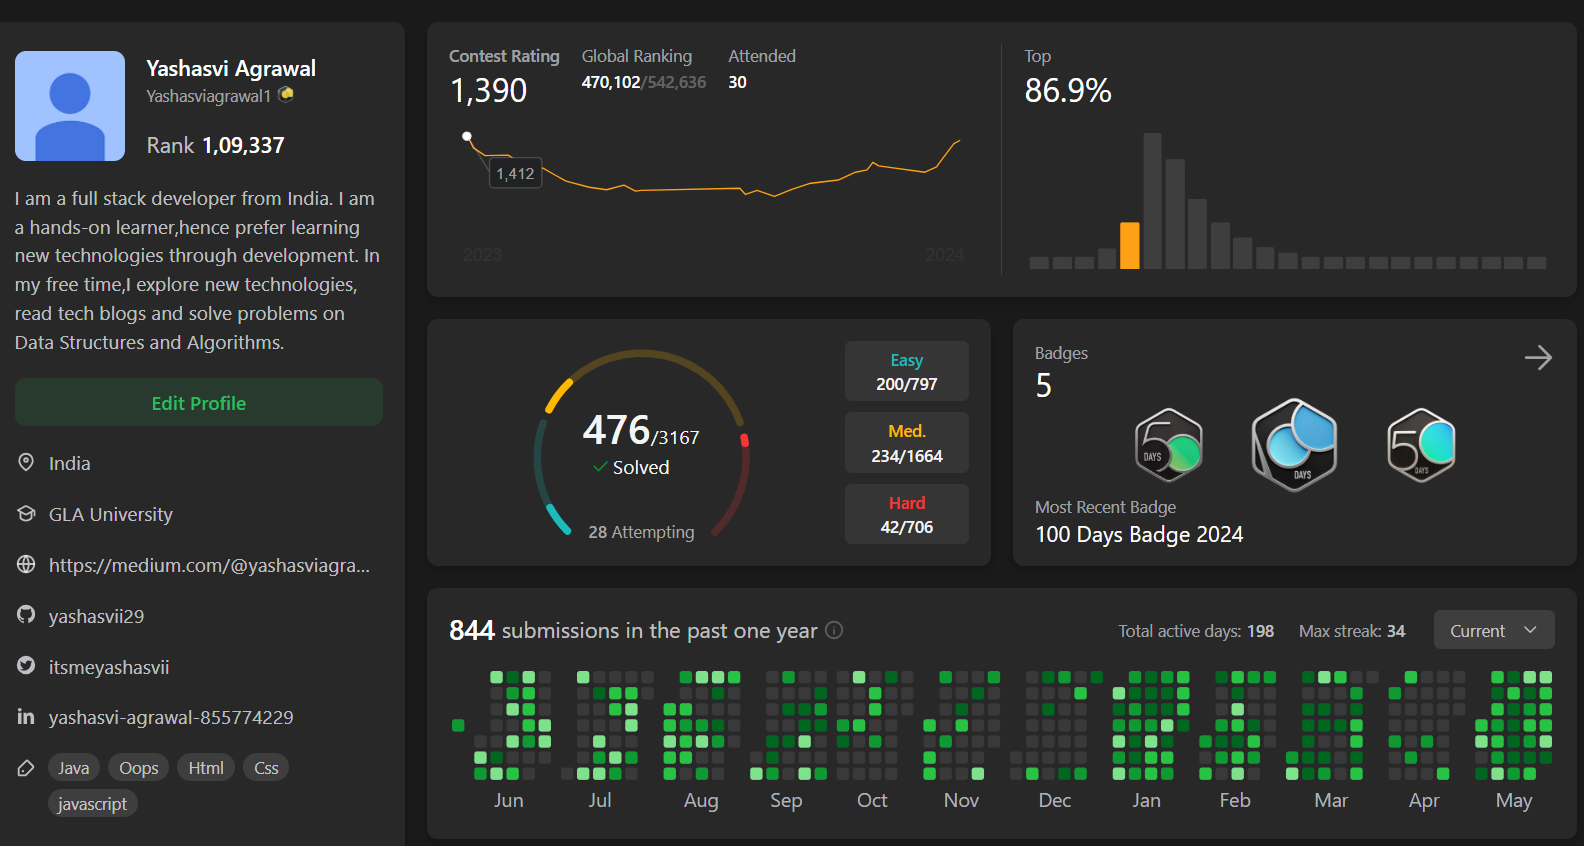 Yashasvi Agrawal
Yashasviagrawal1
Rank 1,09,337
I am a full stack developer from India. I am
a hands-on learner,hence prefer learning
new technologies through development. In
my free time,I explore new technologies,
read tech blogs and solve problems on
Data Structures and Algorithms.
Edit Profile
India
GLA University
https://medium.com/@yashasviagra...
yashasvii29
itsmeyashasvii
in yashasvi-agrawal-855774229
Java Oops Html Css
javascript
Contest Rating Global Ranking Attended
1,390 470,102/542,636 30
1,412
2023 2024
Top
86.9%
476/3167
Solved
28 Attempting
Easy
200/797
Med.
234/1664
Hard
42/706
Badges
5
50 DAYS
DAYS
50 DAYS
Most Recent Badge
100 Days Badge 2024
844 submissions in the past one year
Total active days: 198 Max streak: 34 Current
Jun Jul Aug Sep Oct Nov Dec Jan Feb Mar Apr May